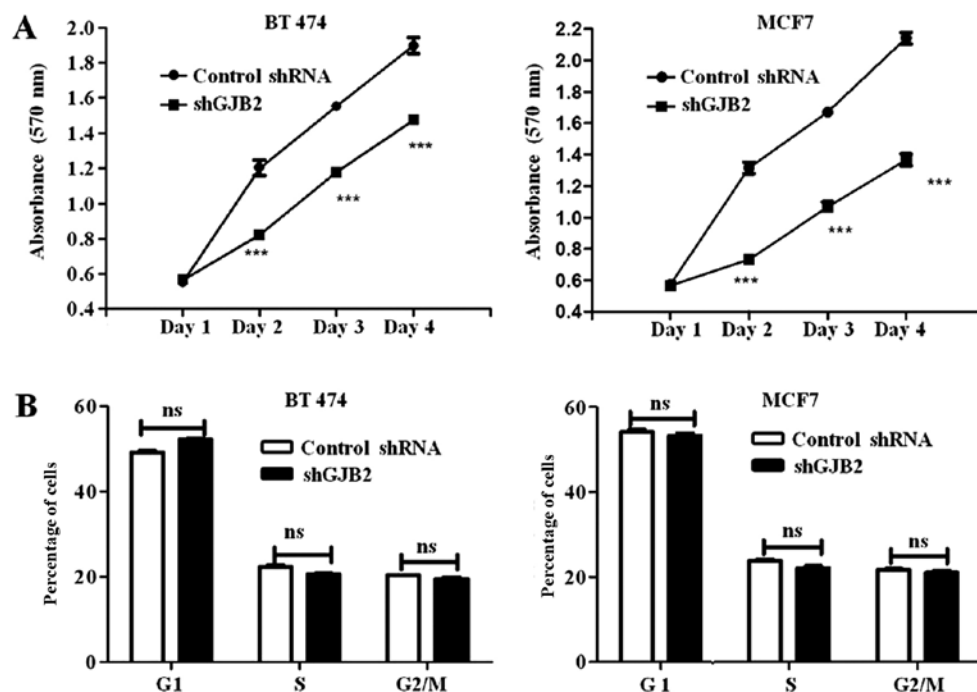 A
BT 474
Absorbance (570 nm)
2.0
1.8
1.6
1.4
1.2
1.0
0.8
0.6
0.4
Control shRNA
shGJB2
***
***
***
Day 1 Day 2 Day 3 Day 4
MCF7
Absorbance (570 nm)
2.2
2.0
1.8
1.6
1.4
1.2
1.0
0.8
0.6
0.4
Control shRNA
shGJB2
***
***
***
Day 1 Day 2 Day 3 Day 4
B
BT 474
Percentage of cells
60
40
20
0
ns
Control shRNA
shGJB2
ns
ns
G1 S G2/M
MCF7
Percentage of cells
60
40
20
0
ns
Control shRNA
shGJB2
ns
ns
G 1 S G2/M